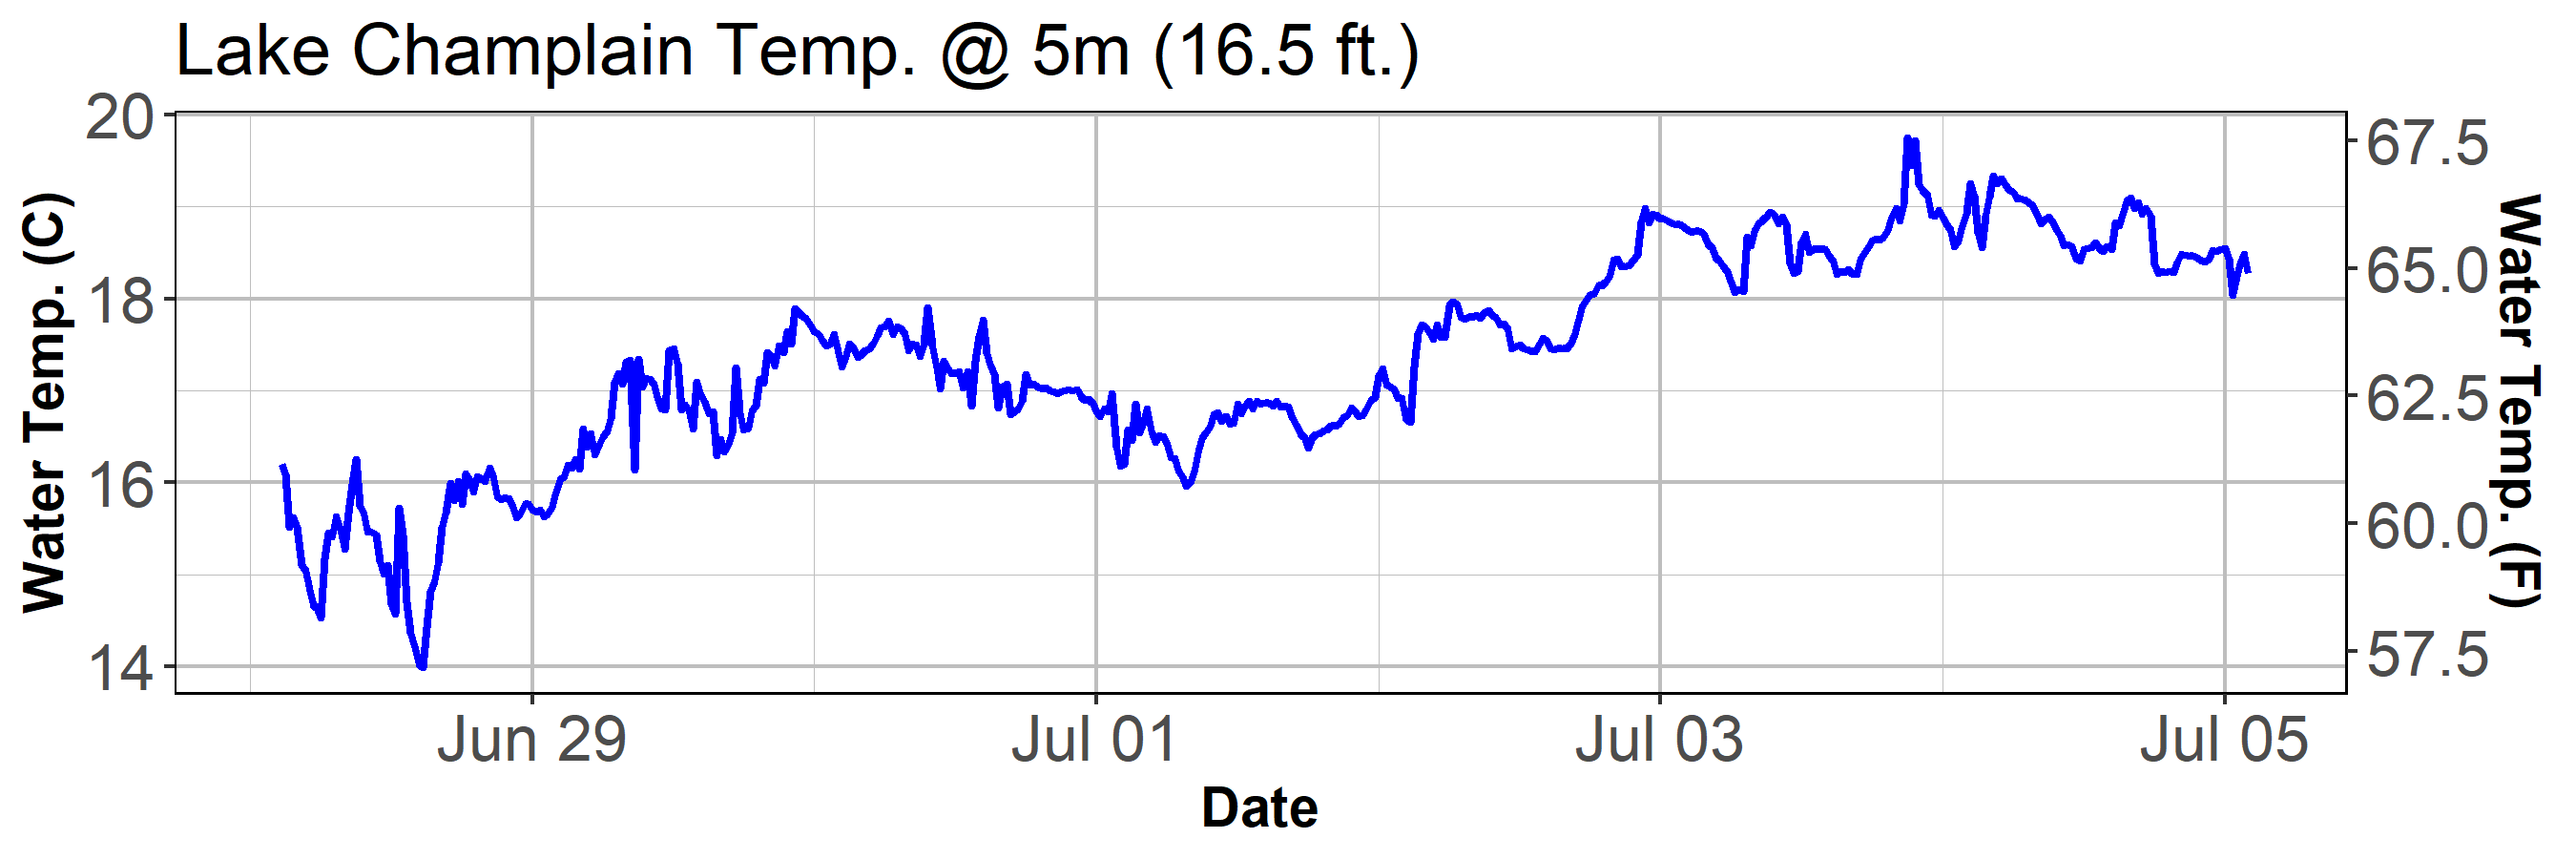 Lake Champlain Temp. @ 5m (16.5 ft.)
Water Temp. (C)
20
18
16
14
67.5
65.0
62.5
60.0
57.5
Water Temp. (F)
Jun 29
Jul 01
Jul 03
Jul 05
Date